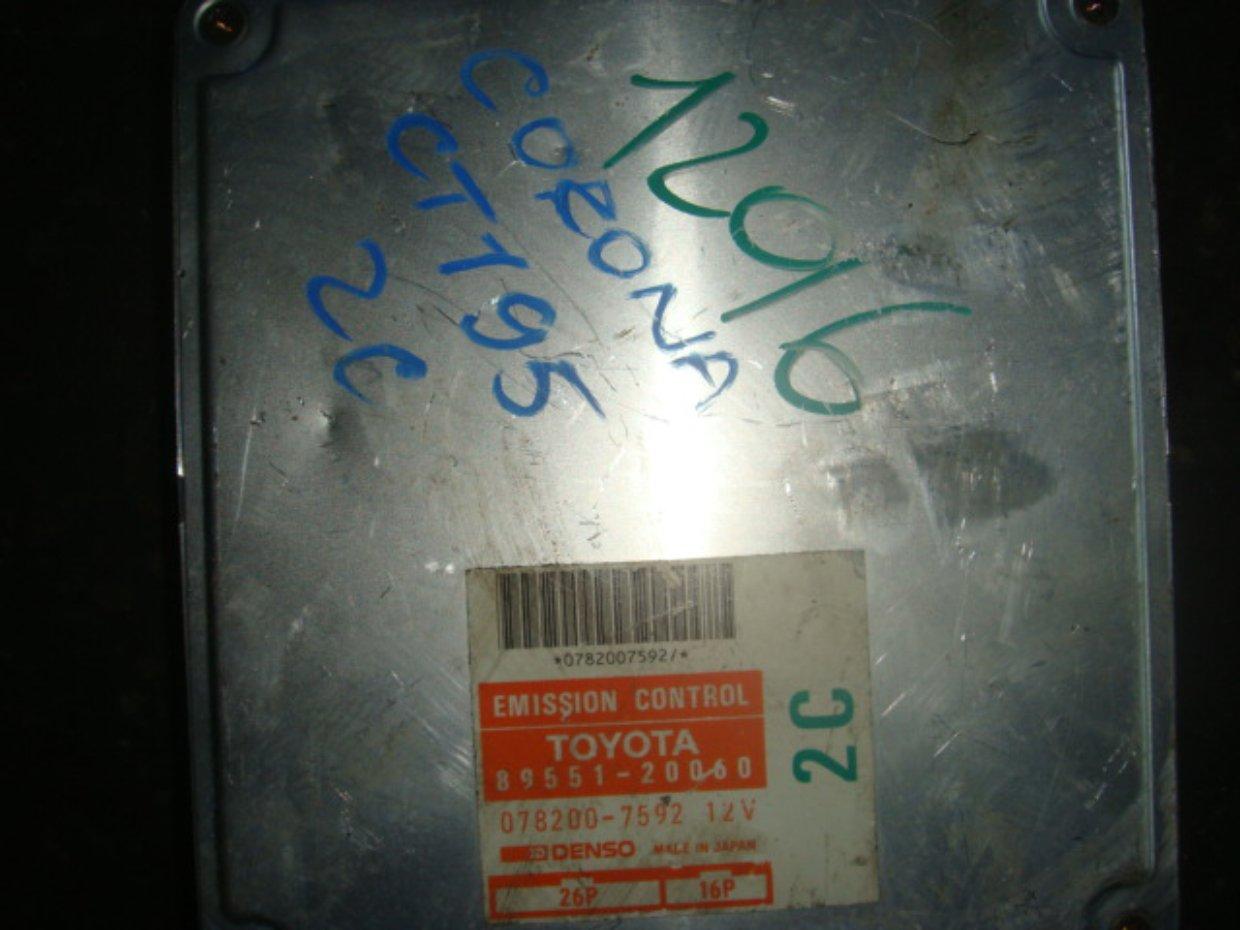 1296
CORONA
CT195
2C
*0782007592/*
EMISSION CONTROL
TOYOTA
89551-20060
078200-7592 12V
DENSO MADE IN JAPAN
26P 16P
2C